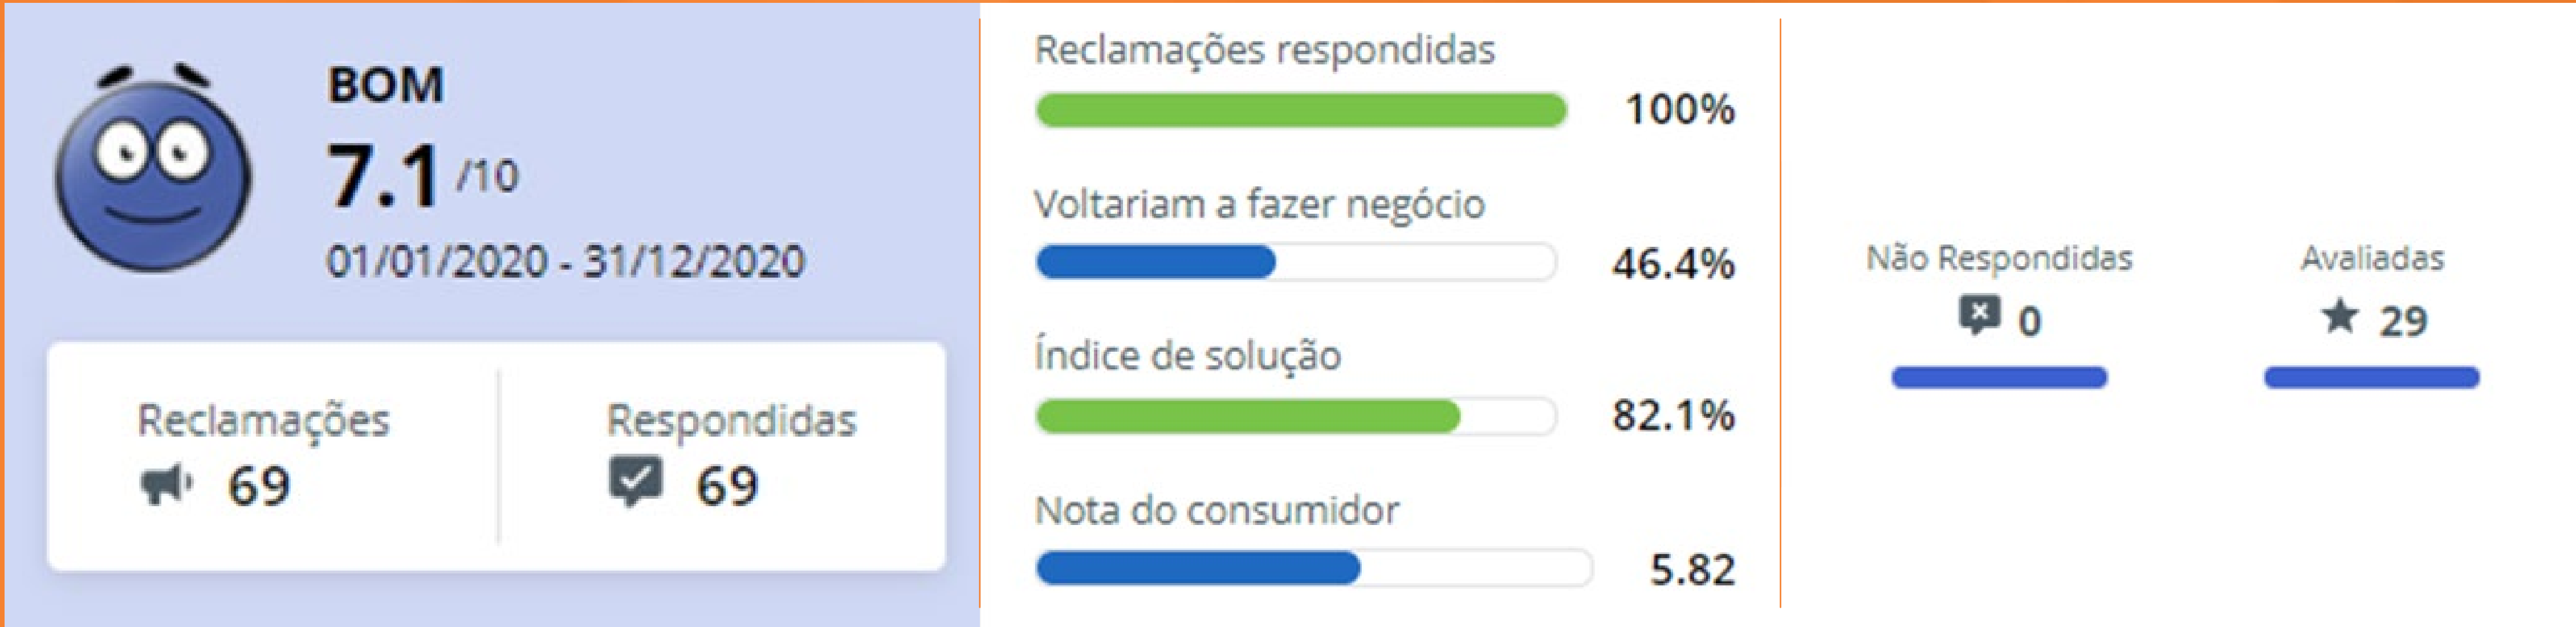 BOM
7.1 /10
01/01/2020 - 31/12/2020
Reclamações
69
Respondidas
69
Reclamações respondidas
100%
Voltariam a fazer negócio
46.4%
Índice de solução
82.1%
Nota do consumidor
5.82
Não Respondidas
0
Avaliadas
29